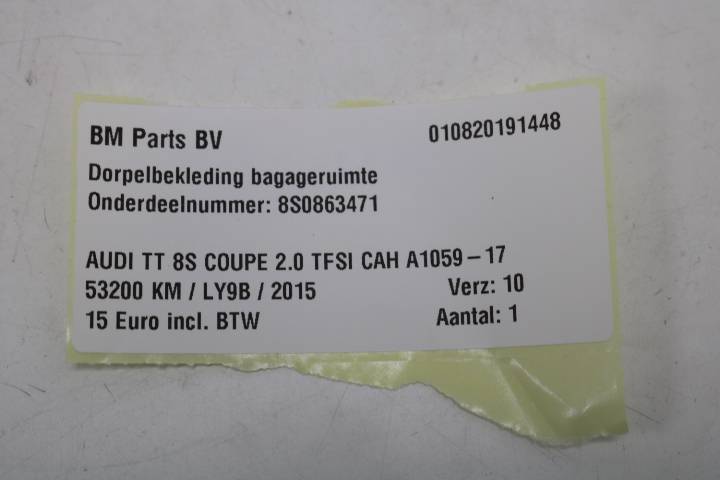 BM Parts BV 010820191448
Dorpelbekleding bagageruimte
Onderdeelnummer: 8S0863471
AUDI TT 8S COUPE 2.0 TFSI CAH A1059-17
53200 KM / LY9B / 2015 Verz: 10
15 Euro incl. BTW Aantal: 1